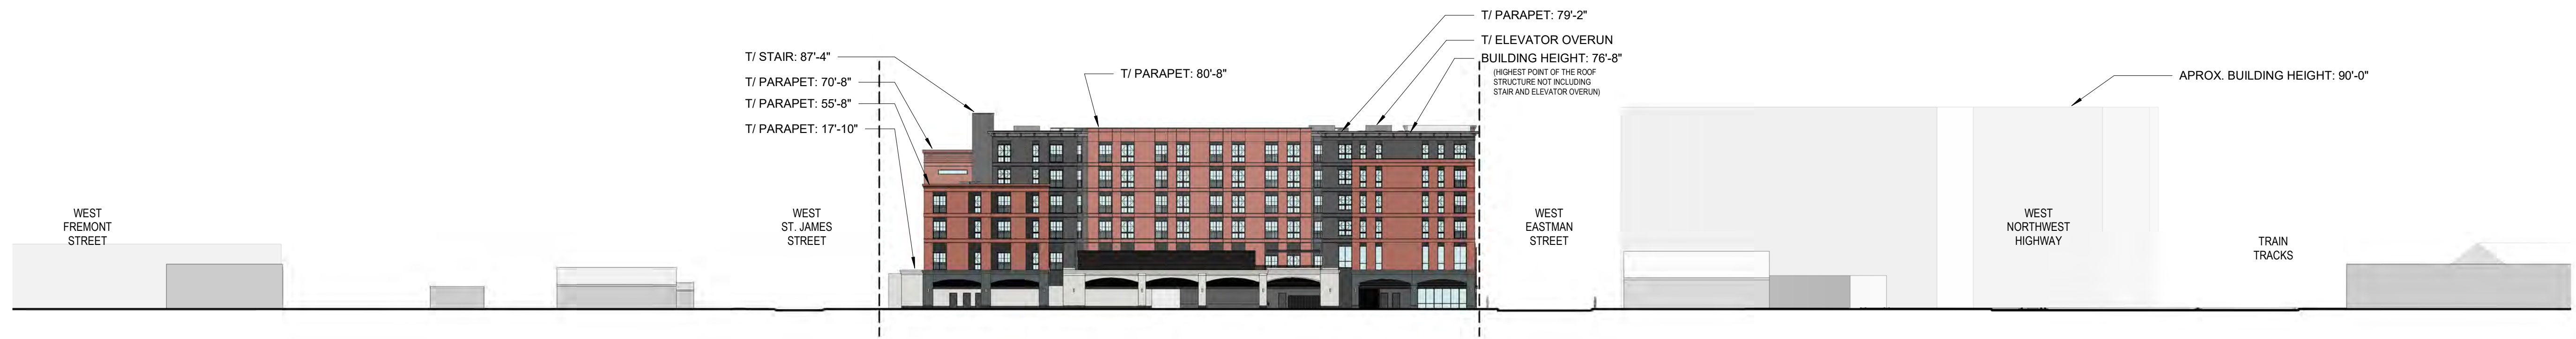 T/ PARAPET: 79'-2"
T/ ELEVATOR OVERUN
T/ STAIR: 87'-4"
BUILDING HEIGHT: 76'-8"
(HIGHEST POINT OF THE ROOF
STRUCTURE NOT INCLUDING
STAIR AND ELEVATOR OVERUN)
T/ PARAPET: 80'-8"
APROX. BUILDING HEIGHT: 90'-0"
T/ PARAPET: 70'-8"
T/ PARAPET: 55'-8"
T/ PARAPET: 17'-10"
WEST
FREMONT
STREET
WEST
ST. JAMES
STREET
WEST
EASTMAN
STREET
WEST
NORTHWEST
HIGHWAY
TRAIN
TRACKS